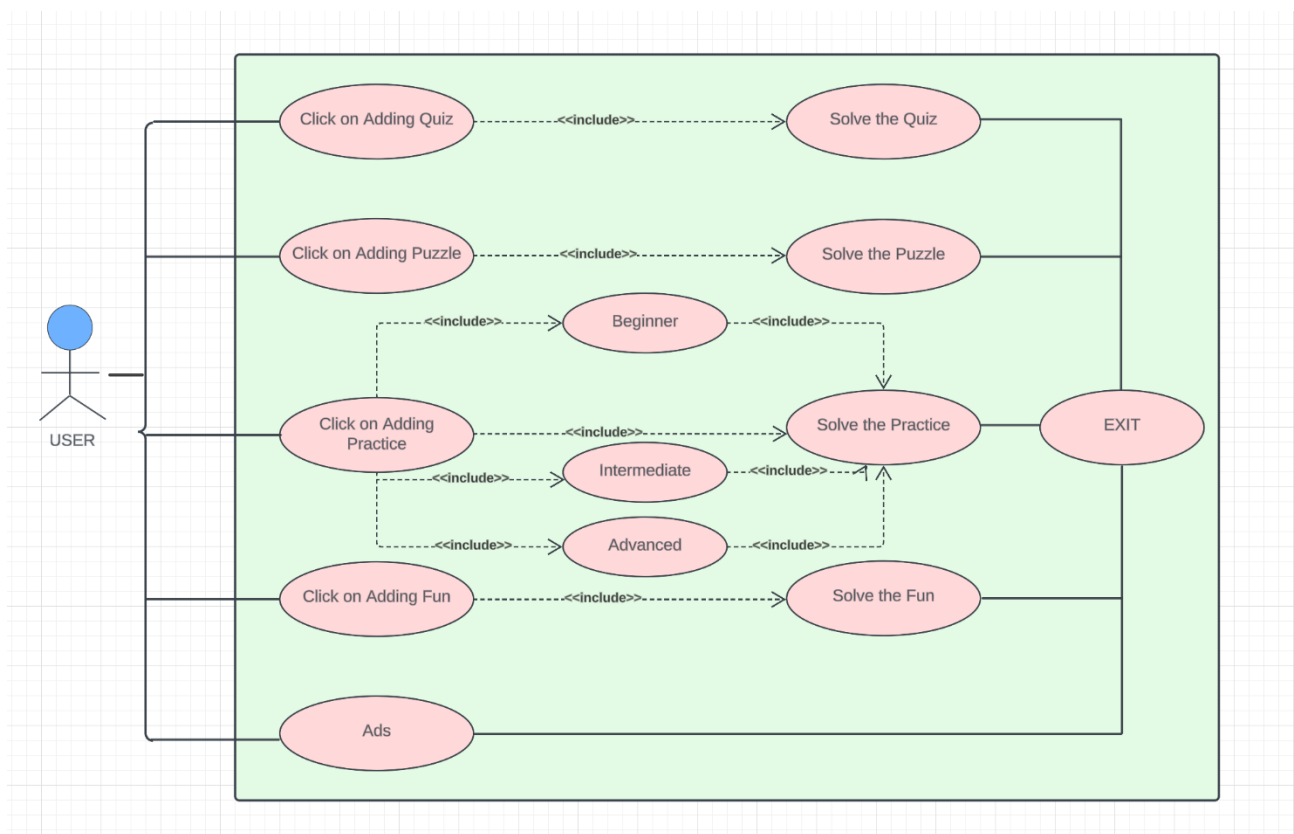 Click on Adding Quiz
<<include>>
Solve the Quiz
Click on Adding Puzzle
<<include>>
Solve the Puzzle
<<include>>
Beginner
<<include>>
USER
Click on Adding
Practice
<<include>>
Solve the Practice
EXIT
<<include>>
Intermediate
<<include>>
<<include>>
Advanced
<<include>>
Click on Adding Fun
<<include>>
Solve the Fun
Ads